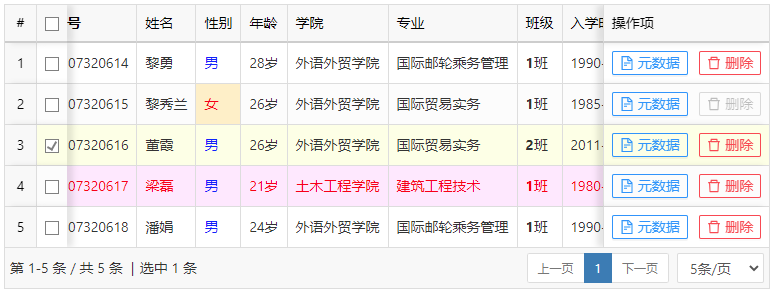 # 号 姓名 性别 年龄 学院 专业 班级 入学 操作项
1 07320614 黎勇 男 28岁 外语外贸学院 国际邮轮乘务管理 1班 1990- 元数据 删除
2 07320615 黎秀兰 女 26岁 外语外贸学院 国际贸易实务 1班 1985- 元数据 删除
3 07320616 董霞 男 26岁 外语外贸学院 国际贸易实务 2班 2011- 元数据 删除
4 07320617 梁磊 男 21岁 土木工程学院 建筑工程技术 1班 1980- 元数据 删除
5 07320618 潘娟 男 24岁 外语外贸学院 国际邮轮乘务管理 1班 1990- 元数据 删除
第 1-5 条 / 共 5 条 | 选中 1 条 上一页 1 下一页 5条/页